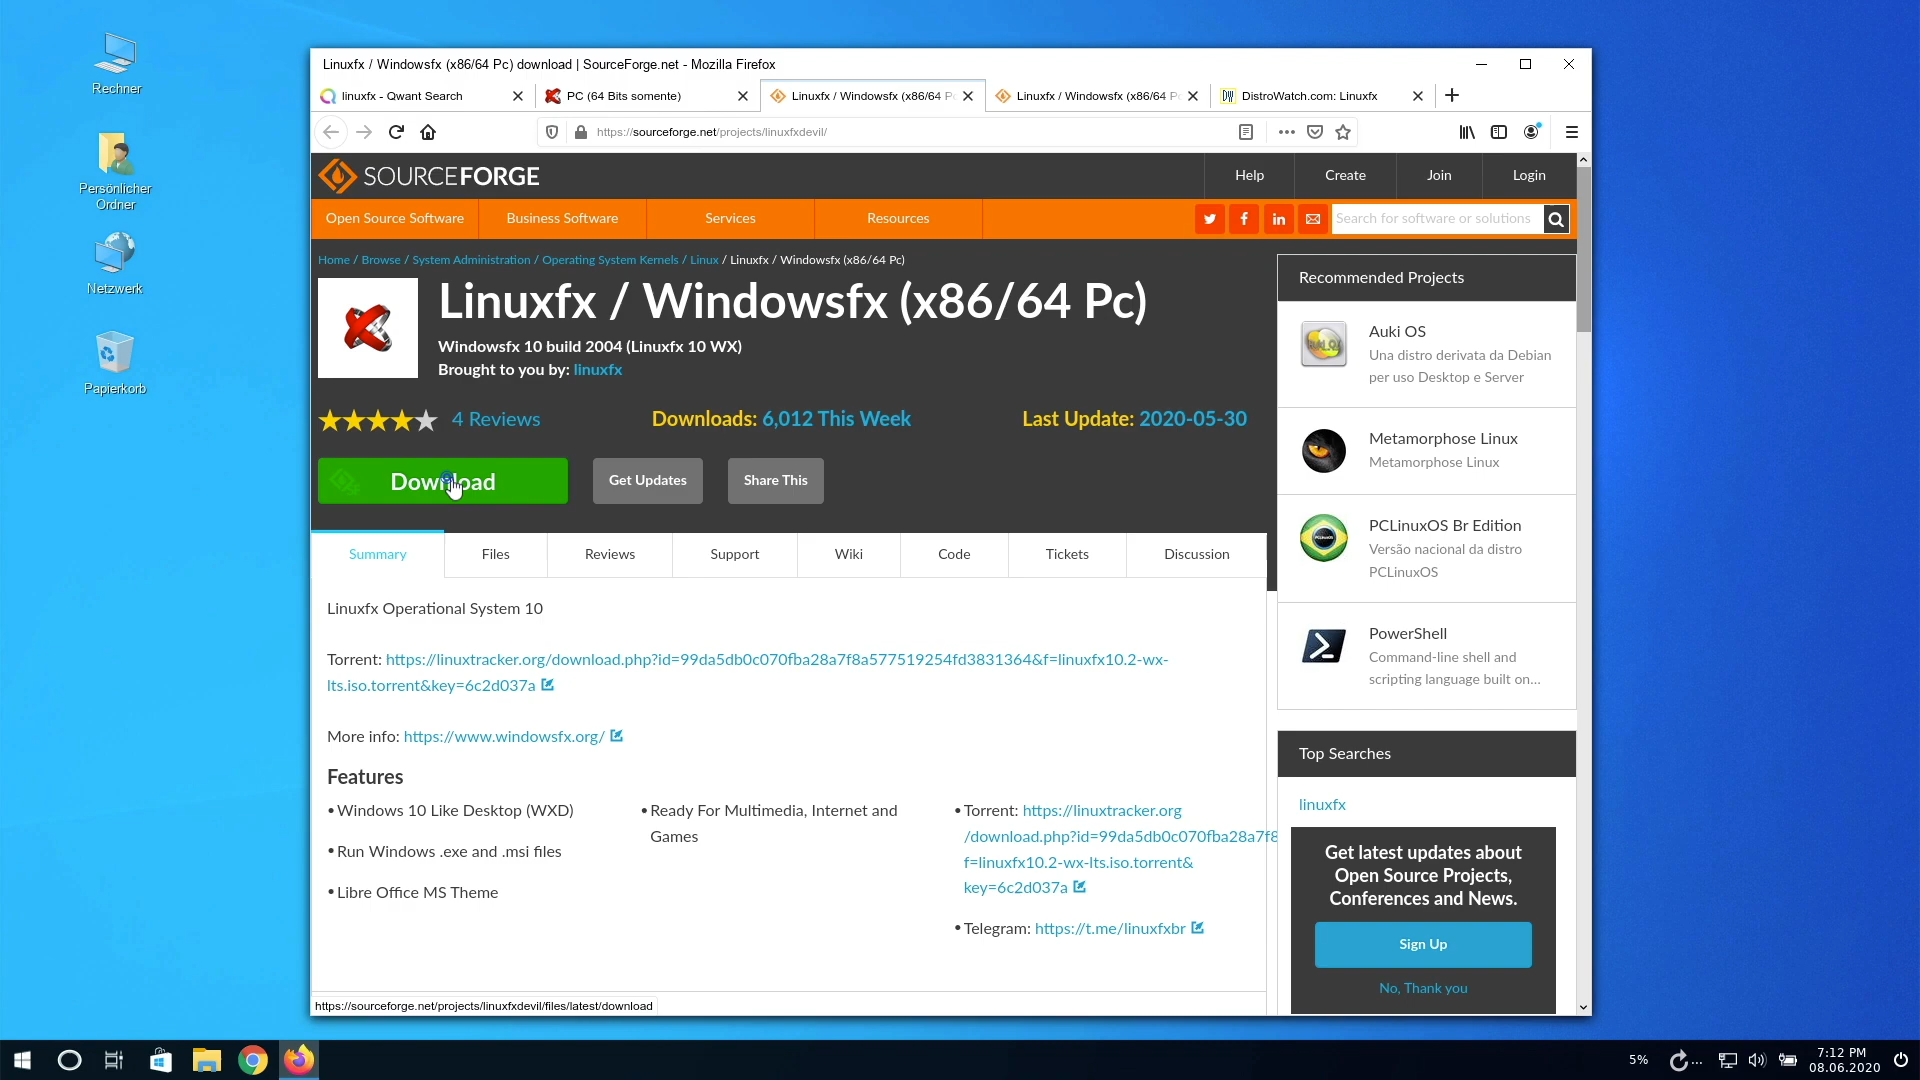 Rechner
Persönlicher
Ordner
Netzwerk
Papierkorb
Linuxfx / Windowsfx (x86/64 Pc) download | SourceForge.net - Mozilla Firefox
linuxfx - Qwant Search
PC (64 Bits somente)
Linuxfx / Windowsfx (x86/64 P
Linuxfx / Windowsfx (x86/64 P
DistroWatch.com: Linuxfx
https://sourceforge.net/projects/linuxfxdevil/
SOURCEFORGE
Help
Create
Join
Login
Open Source Software
Business Software
Services
Resources
Search for software or solutions
Home / Browse / System Administration / Operating System Kernels / Linux / Linuxfx / Windowsfx (x86/64 Pc)
Linuxfx / Windowsfx (x86/64 Pc)
Windowsfx 10 build 2004 (Linuxfx 10 WX)
Brought to you by: linuxfx
4 Reviews
Downloads: 6,012 This Week
Last Update: 2020-05-30
Download
Get Updates
Share This
Summary
Files
Reviews
Support
Wiki
Code
Tickets
Discussion
Linuxfx Operational System 10
Torrent: https://linuxtracker.org/download.php?id=99da5db0c070fba28a7f8a577519254fd3831364&f=linuxfx10.2-wx-
lts.iso.torrent&key=6c2d037a
More info: https://www.windowsfx.org/
Features
• Windows 10 Like Desktop (WXD)
• Run Windows .exe and .msi files
• Libre Office MS Theme
• Ready For Multimedia, Internet and
Games
• Torrent: https://linuxtracker.org
/download.php?id=99da5db0c070fba28a7f8
f=linuxfx10.2-wx-lts.iso.torrent&
key=6c2d037a
• Telegram: https://t.me/linuxfxbr
Recommended Projects
Auki OS
Una distro derivata da Debian
per uso Desktop e Server
Metamorphose Linux
Metamorphose Linux
PCLinuxOS Br Edition
Versão nacional da distro
PCLinuxOS
PowerShell
Command-line shell and
scripting language built on...
Top Searches
linuxfx
Get latest updates about
Open Source Projects,
Conferences and News.
Sign Up
No, Thank you
https://sourceforge.net/projects/linuxfxdevil/files/latest/download
5%
...
7:12 PM
08.06.2020